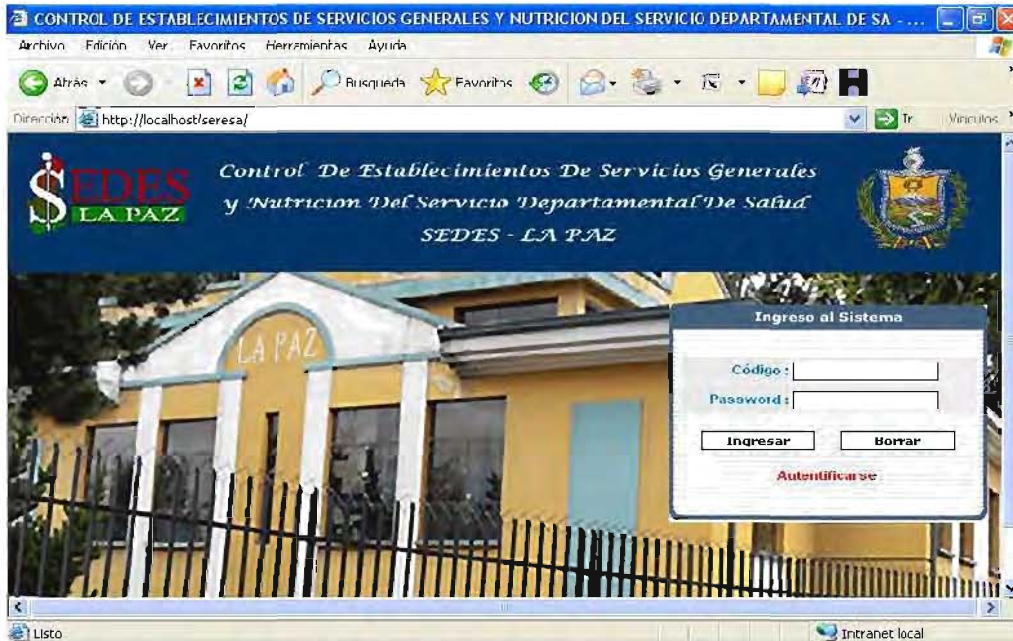 CONTROL DE ESTABLECIMIENTOS DE SERVICIOS GENERALES Y NUTRICION DEL SERVICIO DEPARTAMENTAL DE SA - ...
Archivo Edición Ver Favoritos Herramientas Ayuda
Atrás Búsqueda Favoritos
Dirección http://localhost/seresa/ Ir Vínculos
SEDES
LA PAZ
Control De Establecimientos De Servicios Generales
y Nutricion Del Servicio Departamental De Salud
SEDES - LA PAZ
LA PAZ
Ingreso al Sistema
Código :
Password :
Ingresar Borrar
Autentificarse
Listo Intranet local